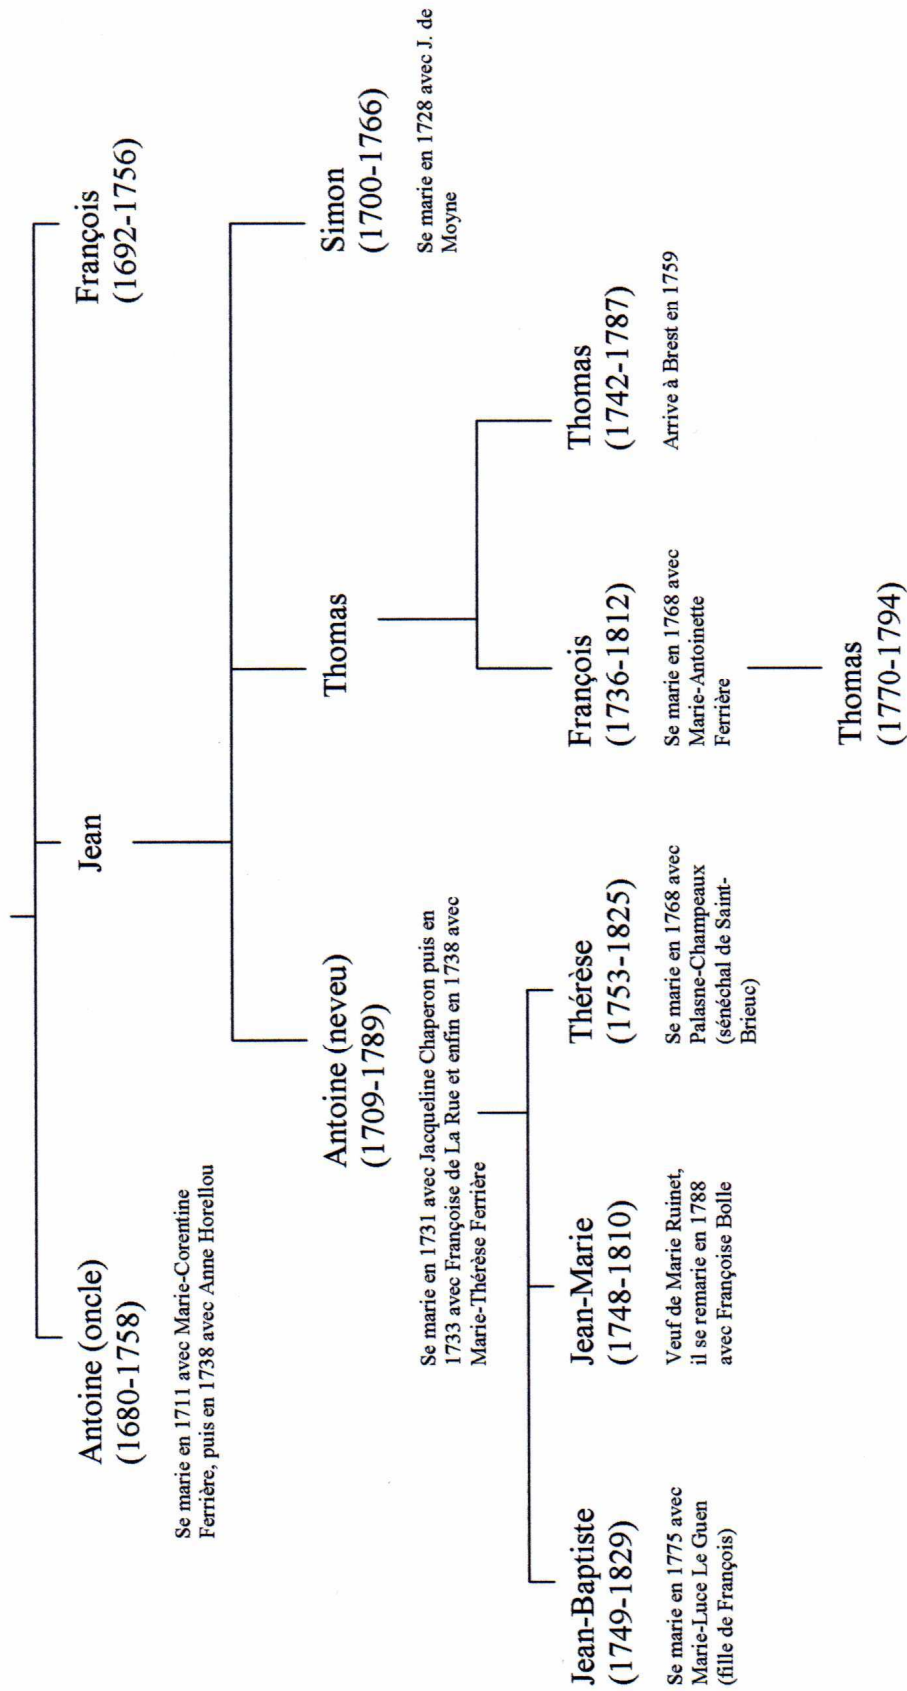 Antoine (oncle)
(1680-1758)
Se marie en 1711 avec Marie-Corentine
Ferrière, puis en 1738 avec Anne Horellou
Jean
François
(1692-1756)
Antoine (neveu)
(1709-1789)
Se marie en 1731 avec Jacqueline Chaperon puis en
1733 avec Françoise de La Rue et enfin en 1738 avec
Marie-Thérèse Ferrière
Thomas
Simon
(1700-1766)
Se marie en 1728 avec J. de
Moyne
Jean-Baptiste
(1749-1829)
Se marie en 1775 avec
Marie-Luce Le Guen
(fille de François)
Jean-Marie
(1748-1810)
Veuf de Marie Ruinet,
il se remarie en 1788
avec Françoise Bolle
Thérèse
(1753-1825)
Se marie en 1768 avec
Palasne-Champeaux
(sénéchal de Saint-
Brieuc)
François
(1736-1812)
Se marie en 1768 avec
Marie-Antoinette
Ferrière
Thomas
(1742-1787)
Arrive à Brest en 1759
Thomas
(1770-1794)